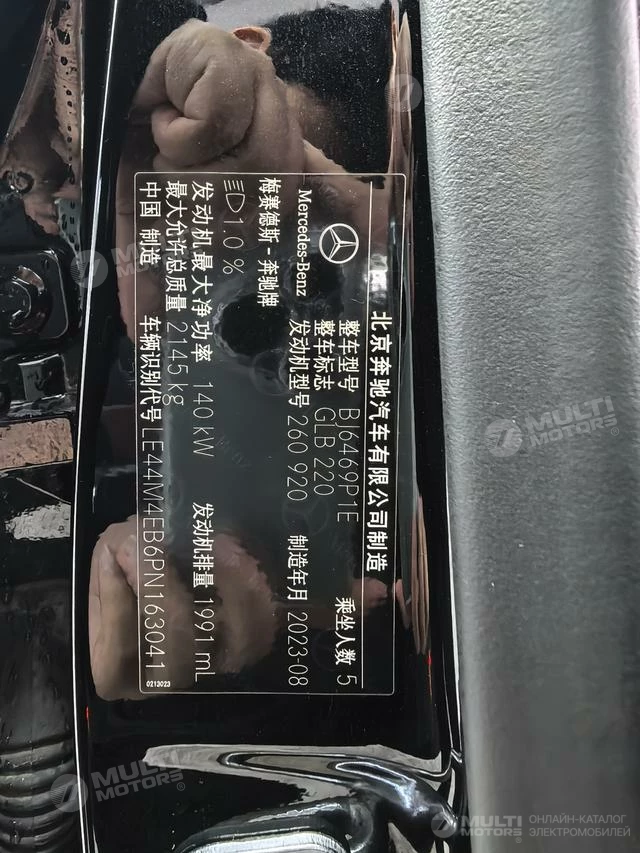 北京奔驰汽车有限公司制造
Mercedes-Benz
梅赛德斯-奔驰牌
整车型号 BJ6469P1E
整车标志 GLB 220
发动机型号 260 920
乘坐人数 5
制造年月 2023-08
1.0 %
发动机最大净功率 140 kW 发动机排量 1991 mL
最大允许总质量 2145 kg
中国 制造 车辆识别代号 LE44M4EB6PN163041
0213023
MULTI
MOTORS
MULTI
MOTORS®
MULTI
MOTORS
ОНЛАЙН-КАТАЛОГ
ЭЛЕКТРОМОБИЛЕЙ